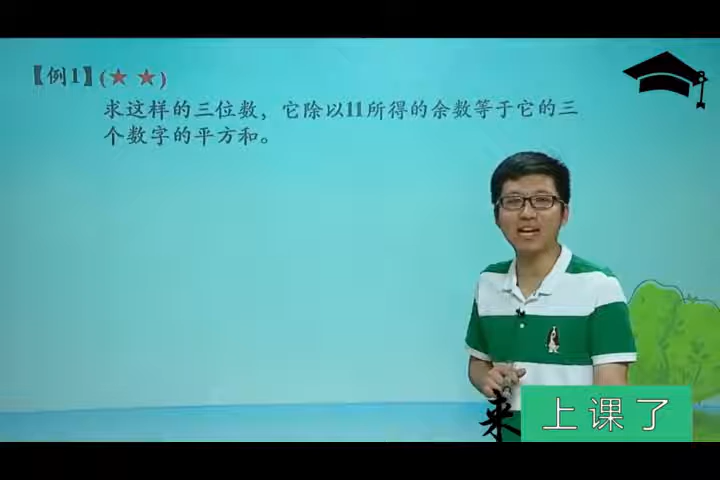 【例1】(★ ★)
求这样的三位数，它除以11所得的余数等于它的三
个数字的平方和。
来 上课了